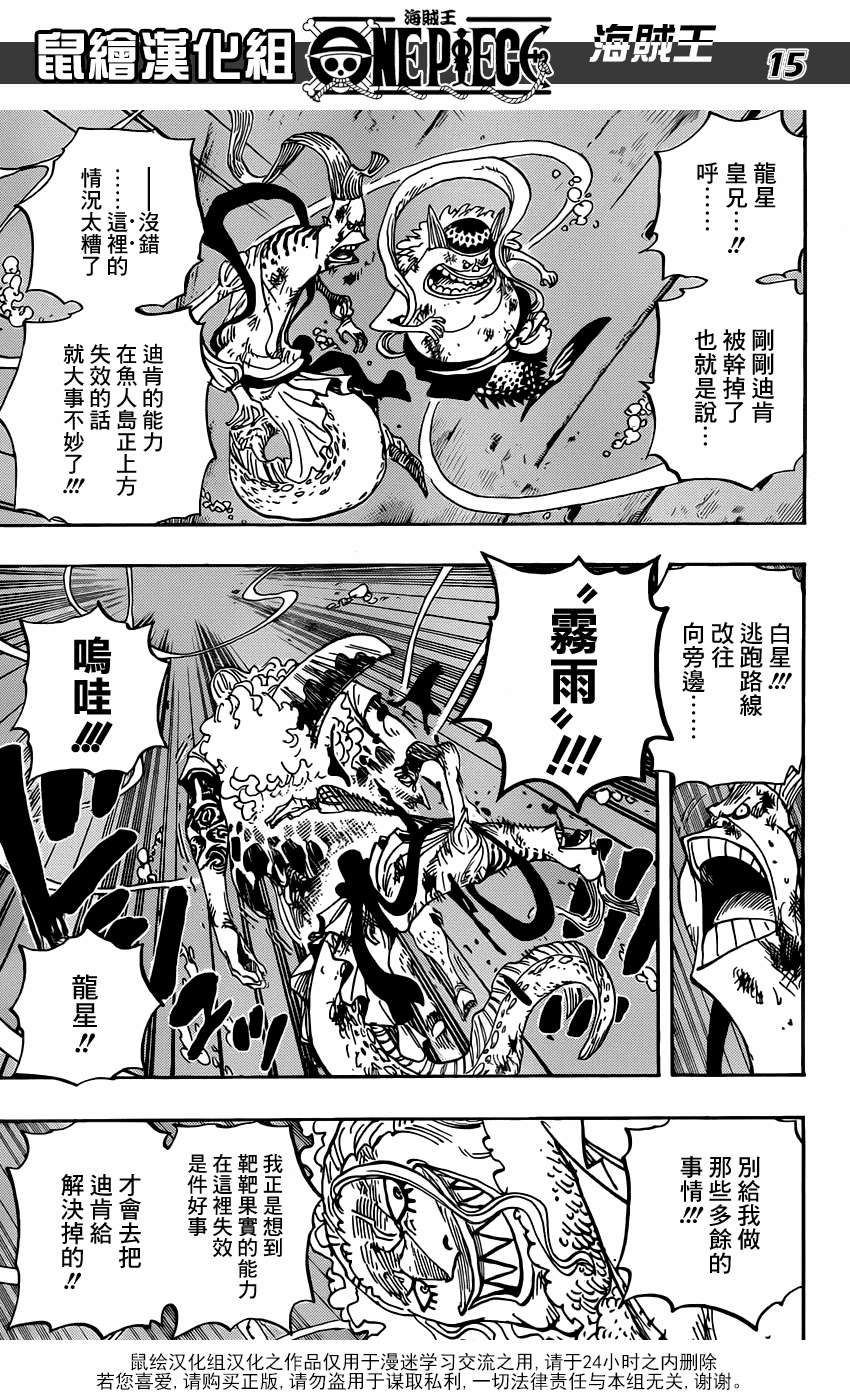 鼠繪漢化組
海賊王
ONE PIECE
海賊王
15
龍星
皇兄…!!
呼……
剛剛迪肯
被幹掉了
也就是說…
——沒錯
……這裡的
情況太糟了
迪肯的能力
在魚人島正上方
失效的話
就大事不妙了!!!
白星!!!
逃跑路線
改往
向旁邊……
〝霧雨〞!!!
嗚哇!!!
龍星!!
別給我做
那些多餘的
事情!!!
我正是想到
靶靶果實的能力
在這裡失效
是件好事
才會去把
迪肯給
解決掉的!!
鼠绘汉化组汉化之作品仅用于漫迷学习交流之用, 请于24小时之内删除
若您喜爱, 请购买正版, 请勿盗用于谋取私利, 一切法律责任与本组无关, 谢谢。